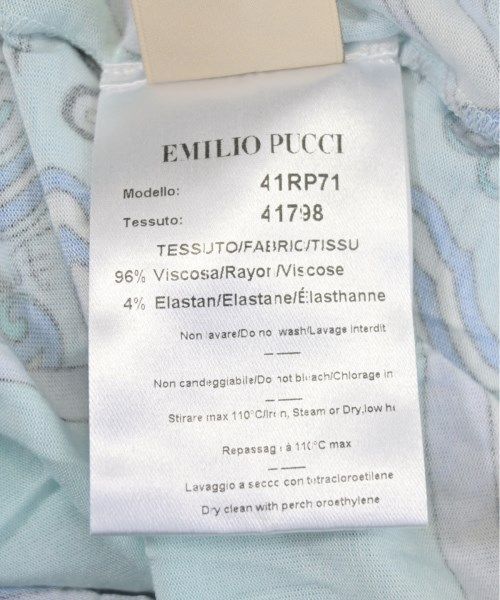 EMILIO PUCCI
Modello: 41RP71
Tessuto: 41798
TESSUTO/FABRIC/TISSU
96% Viscosa/Rayon/Viscose
4% Elastan/Elastane/Élasthanne
Non lavare/Do not wash/Lavage interdit
Non candeggiabile/Do not bleach/Chlorage in
Stirare max 110°C/Iron, Steam or Dry, low
Repassage à 110°C max
Lavaggio a secco con tetracloroetilene
Dry clean with perchloroethylene